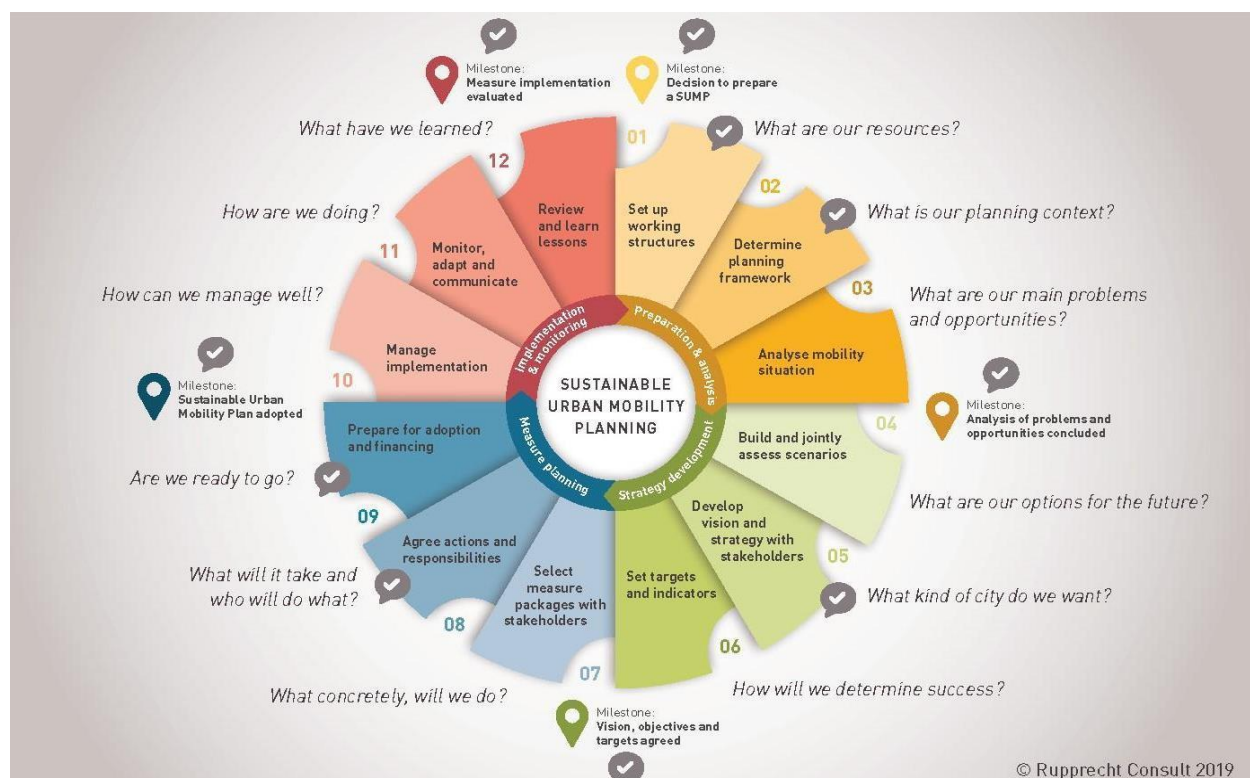 Milestone:
Measure implementation
evaluated
Milestone:
Decision to prepare
a SUMP
What have we learned?
What are our resources?
How are we doing?
What is our planning context?
How can we manage well?
What are our main problems
and opportunities?
01
Set up
working
structures
02
Determine
planning
framework
03
Analyse mobility
situation
Milestone:
Analysis of problems and
opportunities concluded
04
Build and jointly
assess scenarios
What are our options for the future?
05
Develop
vision and
strategy with
stakeholders
What kind of city do we want?
06
Set targets
and indicators
How will we determine success?
Milestone:
Vision, objectives and
targets agreed
07
Select
measure
packages with
stakeholders
What concretely, will we do?
08
Agree actions and
responsibilities
What will it take and
who will do what?
09
Prepare for adoption
and financing
Are we ready to go?
Milestone:
Sustainable Urban
Mobility Plan adopted
10
Manage
implementation
11
Monitor,
adapt and
communicate
12
Review
and learn
lessons
Implementation
& monitoring
Preparation & analysis
Strategy development
Measure planning
SUSTAINABLE
URBAN MOBILITY
PLANNING
© Rupprecht Consult 2019